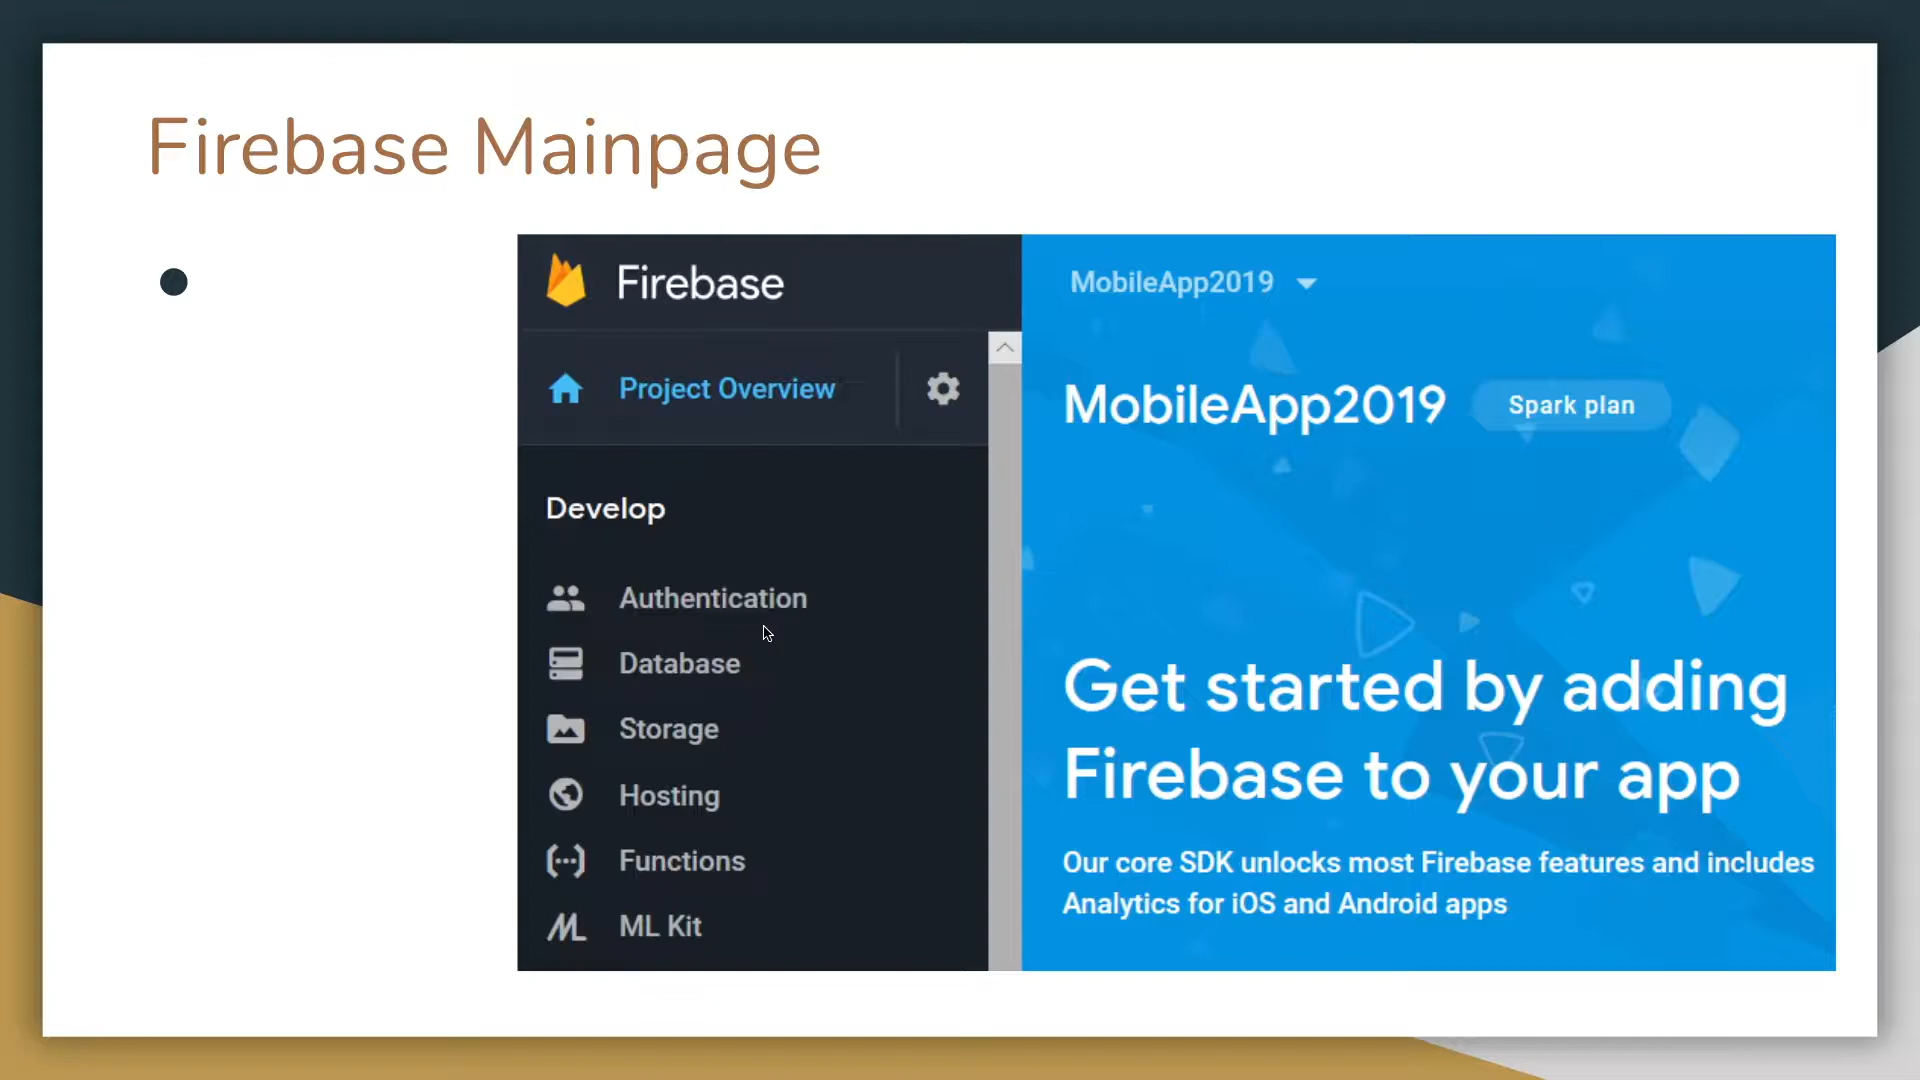 Firebase Mainpage
Firebase
Project Overview
Develop
Authentication
Database
Storage
Hosting
Functions
ML Kit
MobileApp2019
MobileApp2019 Spark plan
Get started by adding
Firebase to your app
Our core SDK unlocks most Firebase features and includes
Analytics for iOS and Android apps